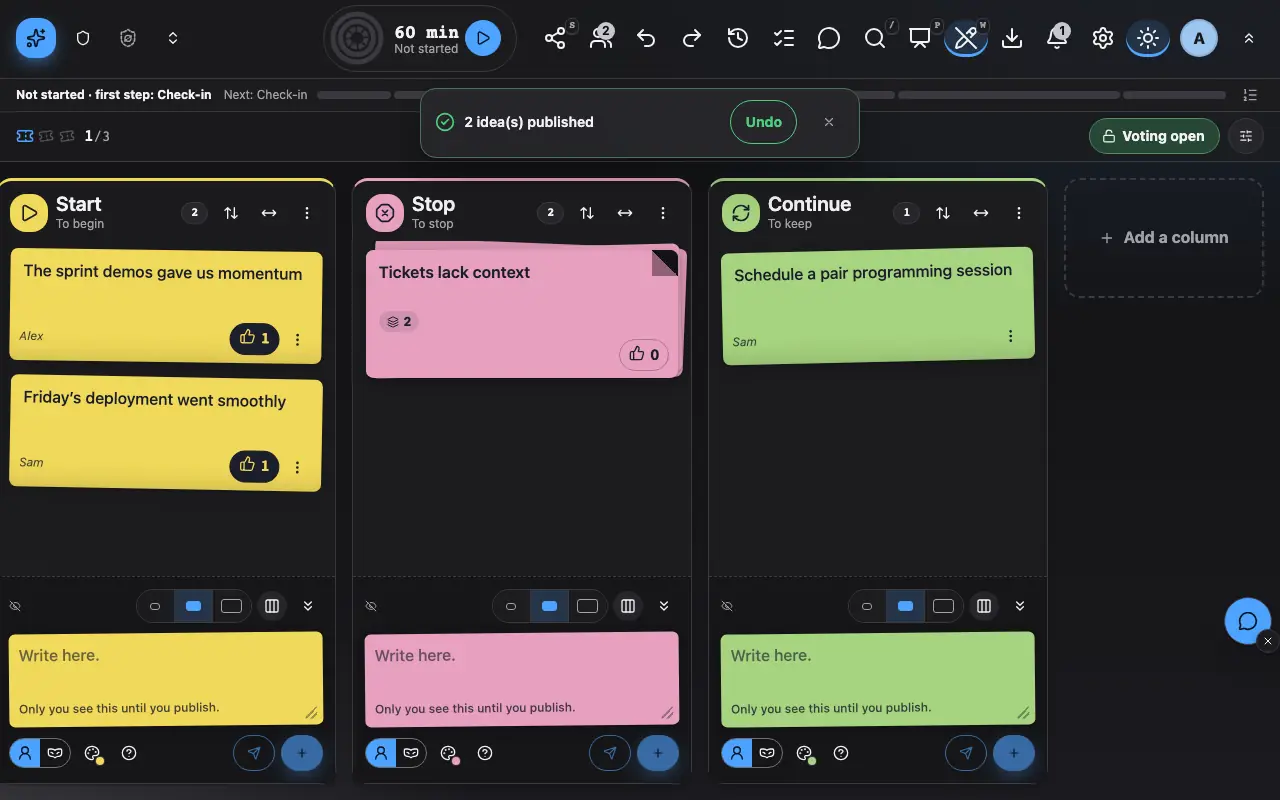 60 min
Not started
S
2
/
P
W
1
A
Not started · first step: Check-in
Next: Check-in
2 idea(s) published
Undo
1/3
Voting open
Start
To begin
2
The sprint demos gave us momentum
Alex
1
Friday’s deployment went smoothly
Sam
1
Write here.
Only you see this until you publish.
Stop
To stop
2
Tickets lack context
2
0
Write here.
Only you see this until you publish.
Continue
To keep
1
Schedule a pair programming session
Sam
Write here.
Only you see this until you publish.
+ Add a column